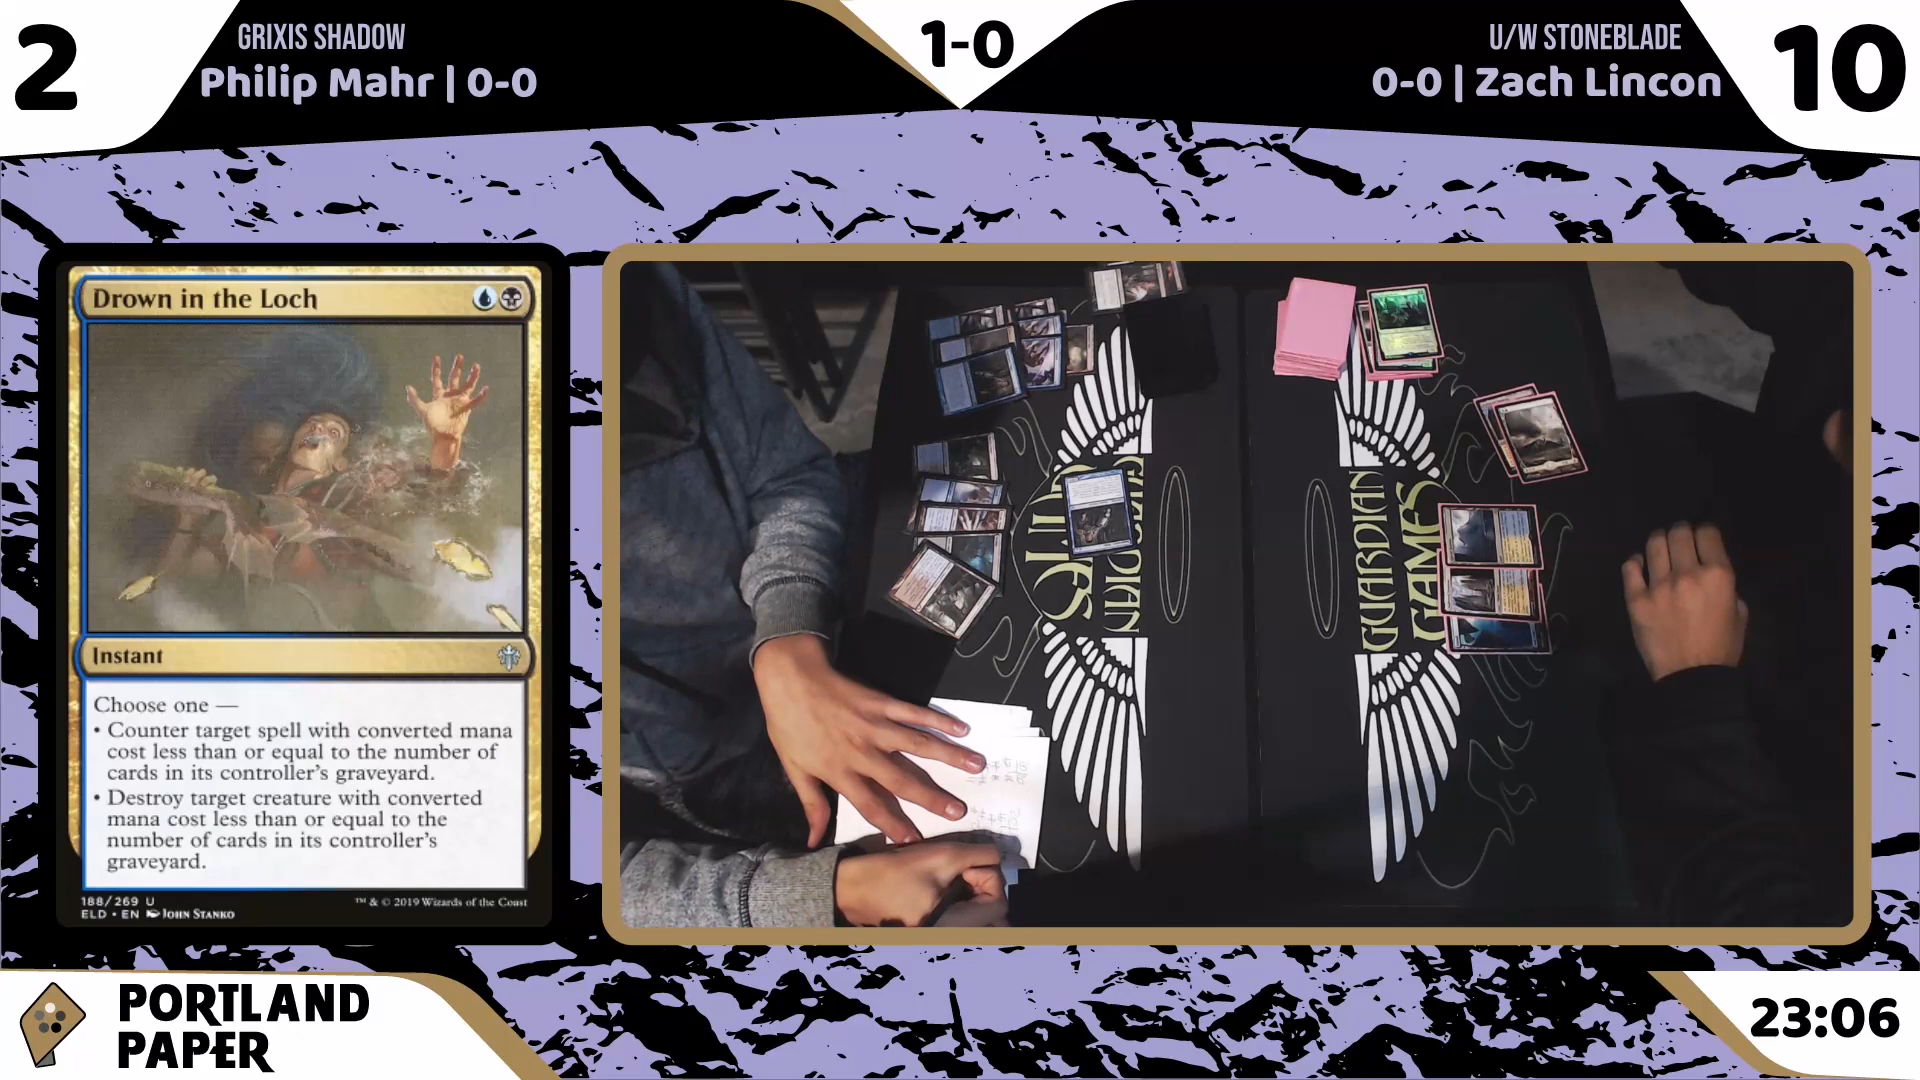 2
GRIXIS SHADOW
Philip Mahr | 0-0
1-0
U/W STONEBLADE
0-0 | Zach Lincon
10
Drown in the Loch
Instant
Choose one —
• Counter target spell with converted mana
cost less than or equal to the number of
cards in its controller's graveyard.
• Destroy target creature with converted
mana cost less than or equal to the
number of cards in its controller's
graveyard.
188/269 U
ELD • EN JOHN STANKO
™ & © 2019 Wizards of the Coast
GUARDIAN
GAMES
GUARDIAN
PORTLAND
PAPER
23:06